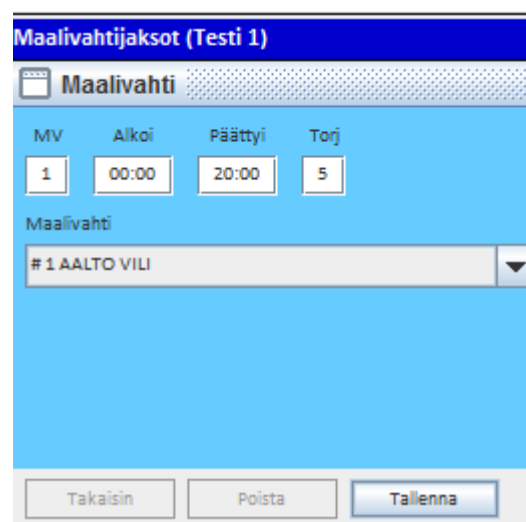 Maalivahtijaksot (Testi 1)
Maalivahti
MV Alkoi Päättyi Torj
1 00:00 20:00 5
Maalivahti
# 1 AALTO VILI
Takaisin Poista Tallenna